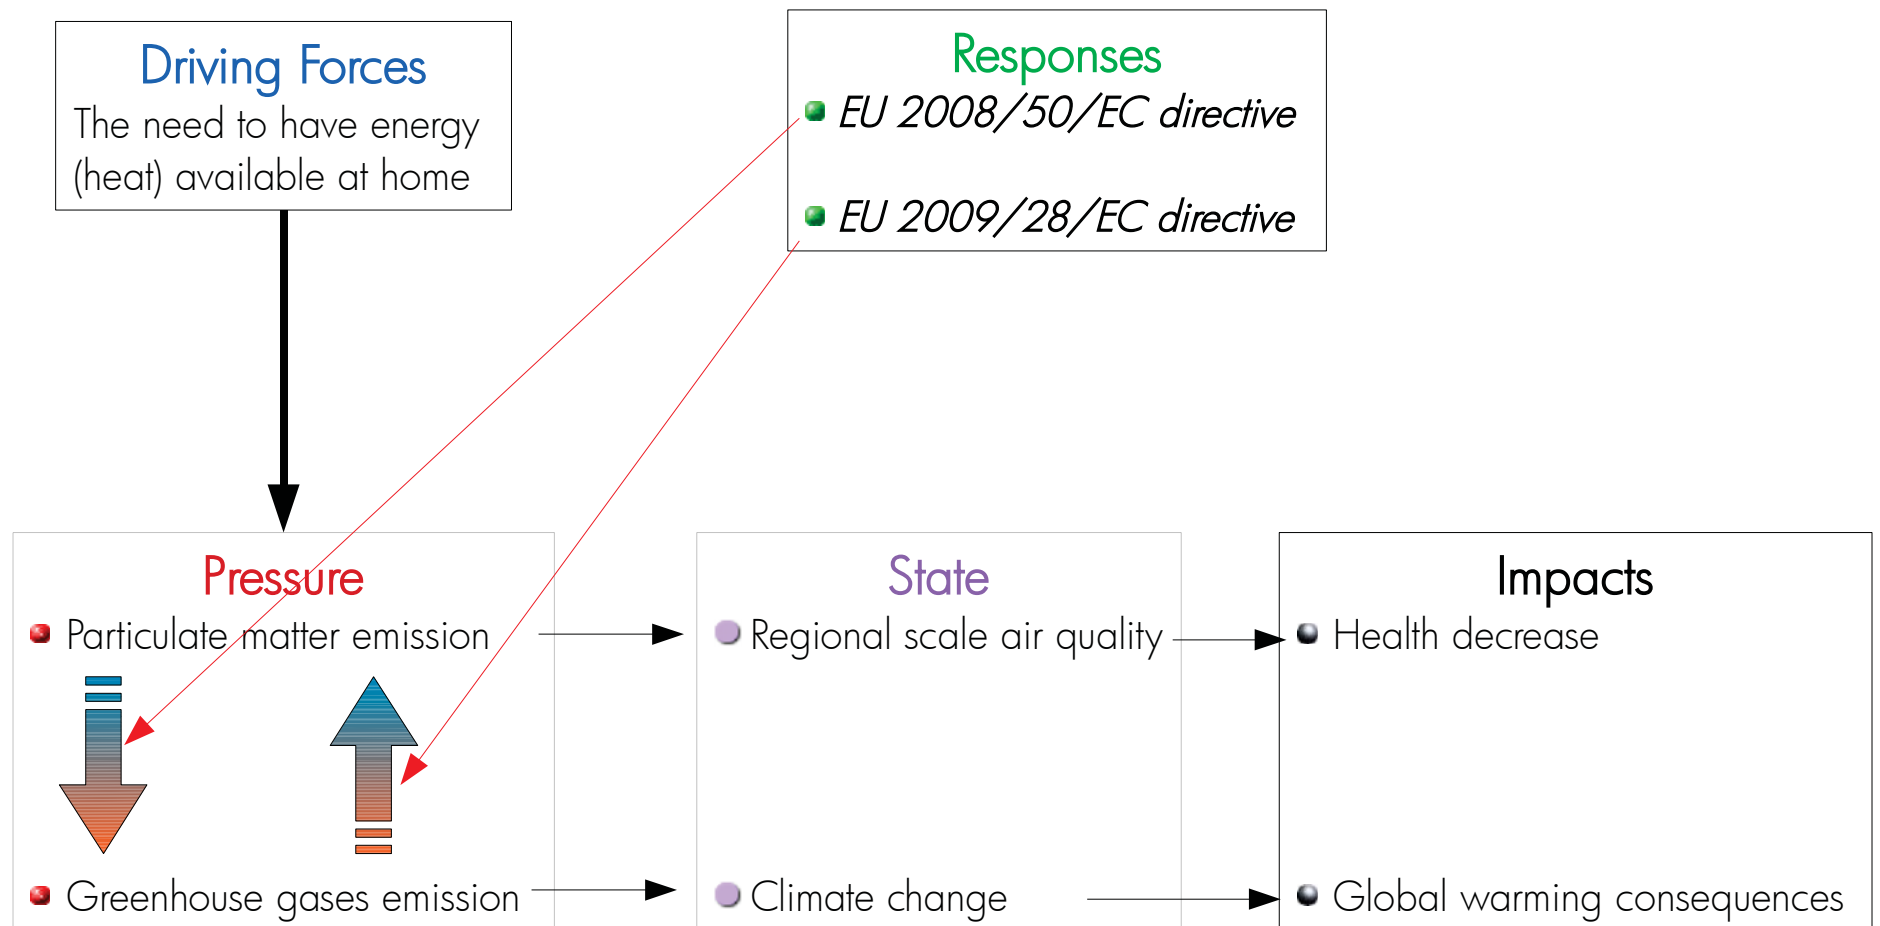 Driving Forces
The need to have energy
(heat) available at home
Responses
EU 2008/50/EC directive
EU 2009/28/EC directive
Pressure
Particulate matter emission
Greenhouse gases emission
State
Regional scale air quality
Climate change
Impacts
Health decrease
Global warming consequences